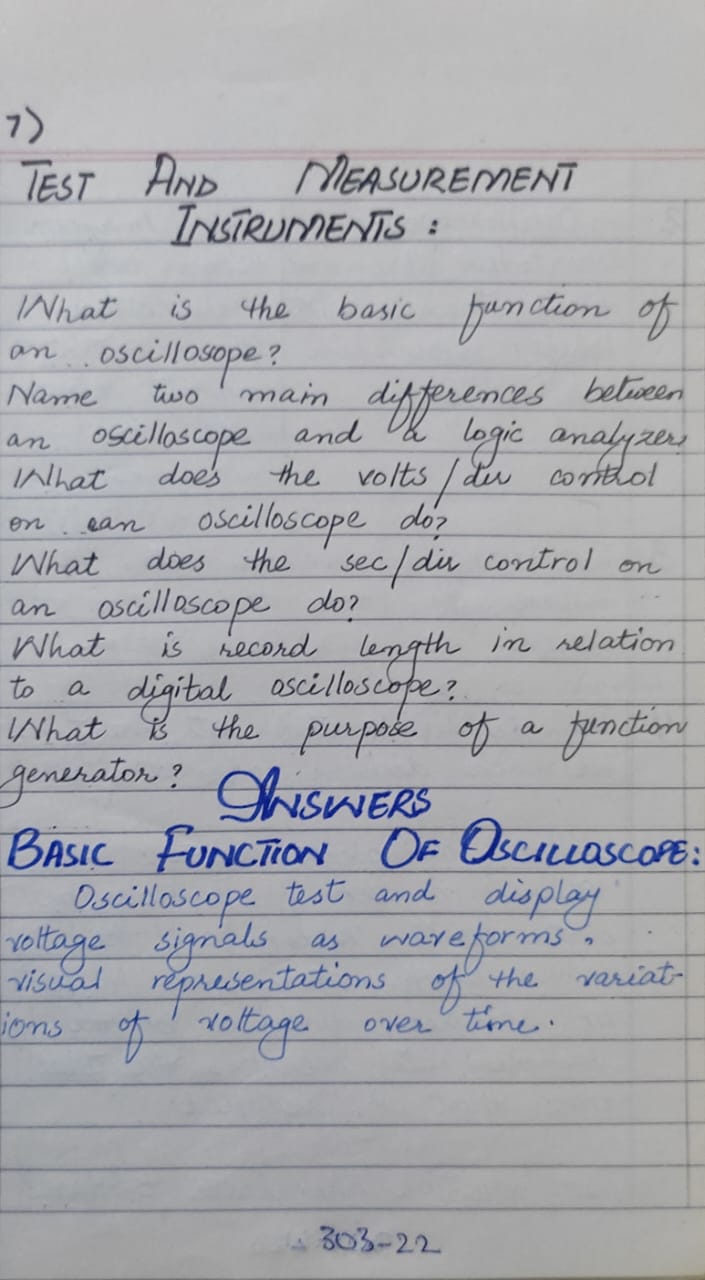 7)
TEST AND MEASUREMENT
INSTRUMENTS :
What is the basic function of
an oscillosope?
Name two main differences between
an oscilloscope and a logic analyzer.
What does the volts/div control
on ean oscilloscope do?
What does the sec/div control on
an oscilloscope do?
What is record length in relation
to a digital oscilloscope?
What is the purpose of a function
generator?
ANSWERS
BASIC FUNCTION OF OSCILLOSCOPE:
Oscilloscope test and display
voltage signals as waveforms,
visual representations of the variat-
ions of voltage over time.
303-22